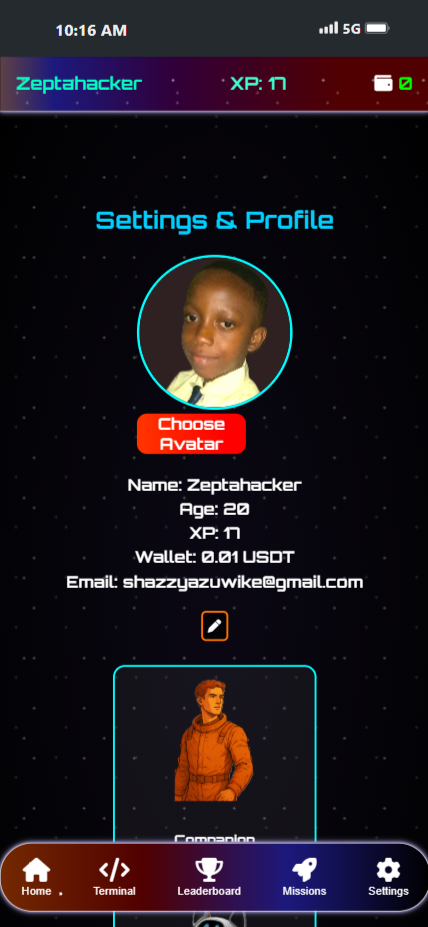 10:16 AM
5G
Zeptahacker XP: 17 0
Settings & Profile
Choose
Avatar
Name: Zeptahacker
Age: 20
XP: 17
Wallet: 0.01 USDT
Email: shazzyazuwike@gmail.com
Companion
Home
Terminal
Leaderboard
Missions
Settings